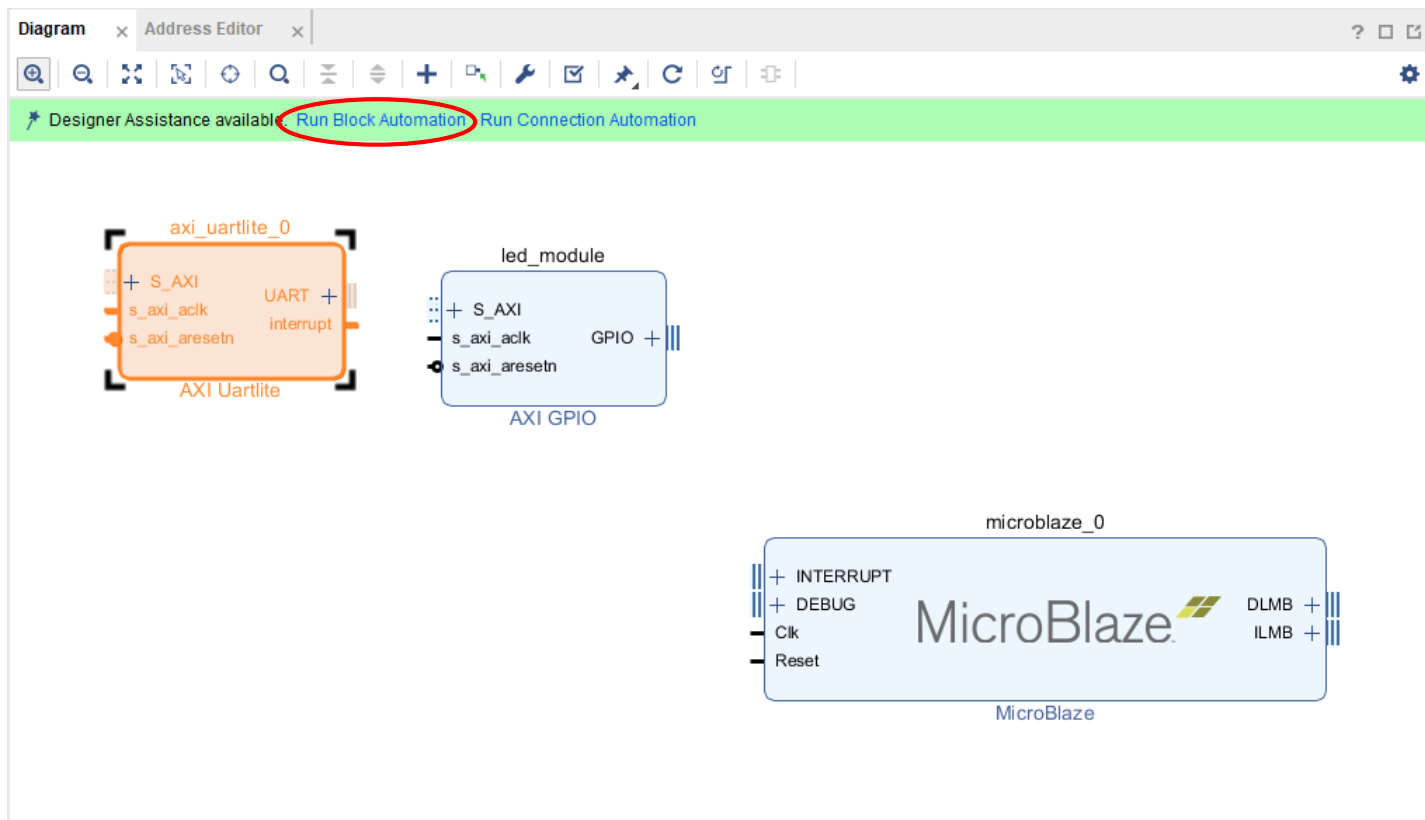 Diagram × Address Editor × ?
Designer Assistance available. Run Block Automation Run Connection Automation
axi_uartlite_0
S_AXI
UART
s_axi_aclk
interrupt
s_axi_aresetn
AXI Uartlite
led_module
S_AXI
s_axi_aclk GPIO
s_axi_aresetn
AXI GPIO
microblaze_0
INTERRUPT
DEBUG
Clk
Reset
MicroBlaze
DLMB
ILMB
MicroBlaze